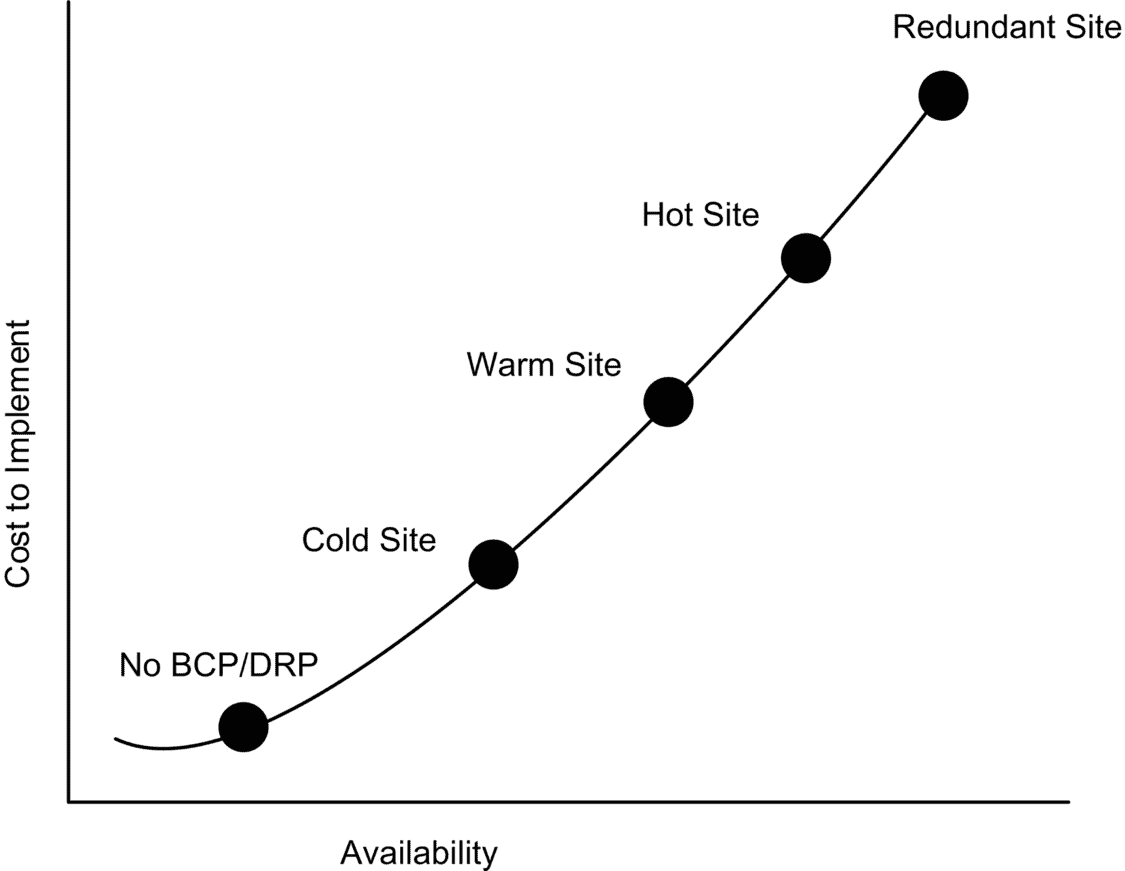 Redundant Site
Hot Site
Warm Site
Cold Site
No BCP/DRP
Cost to Implement
Availability